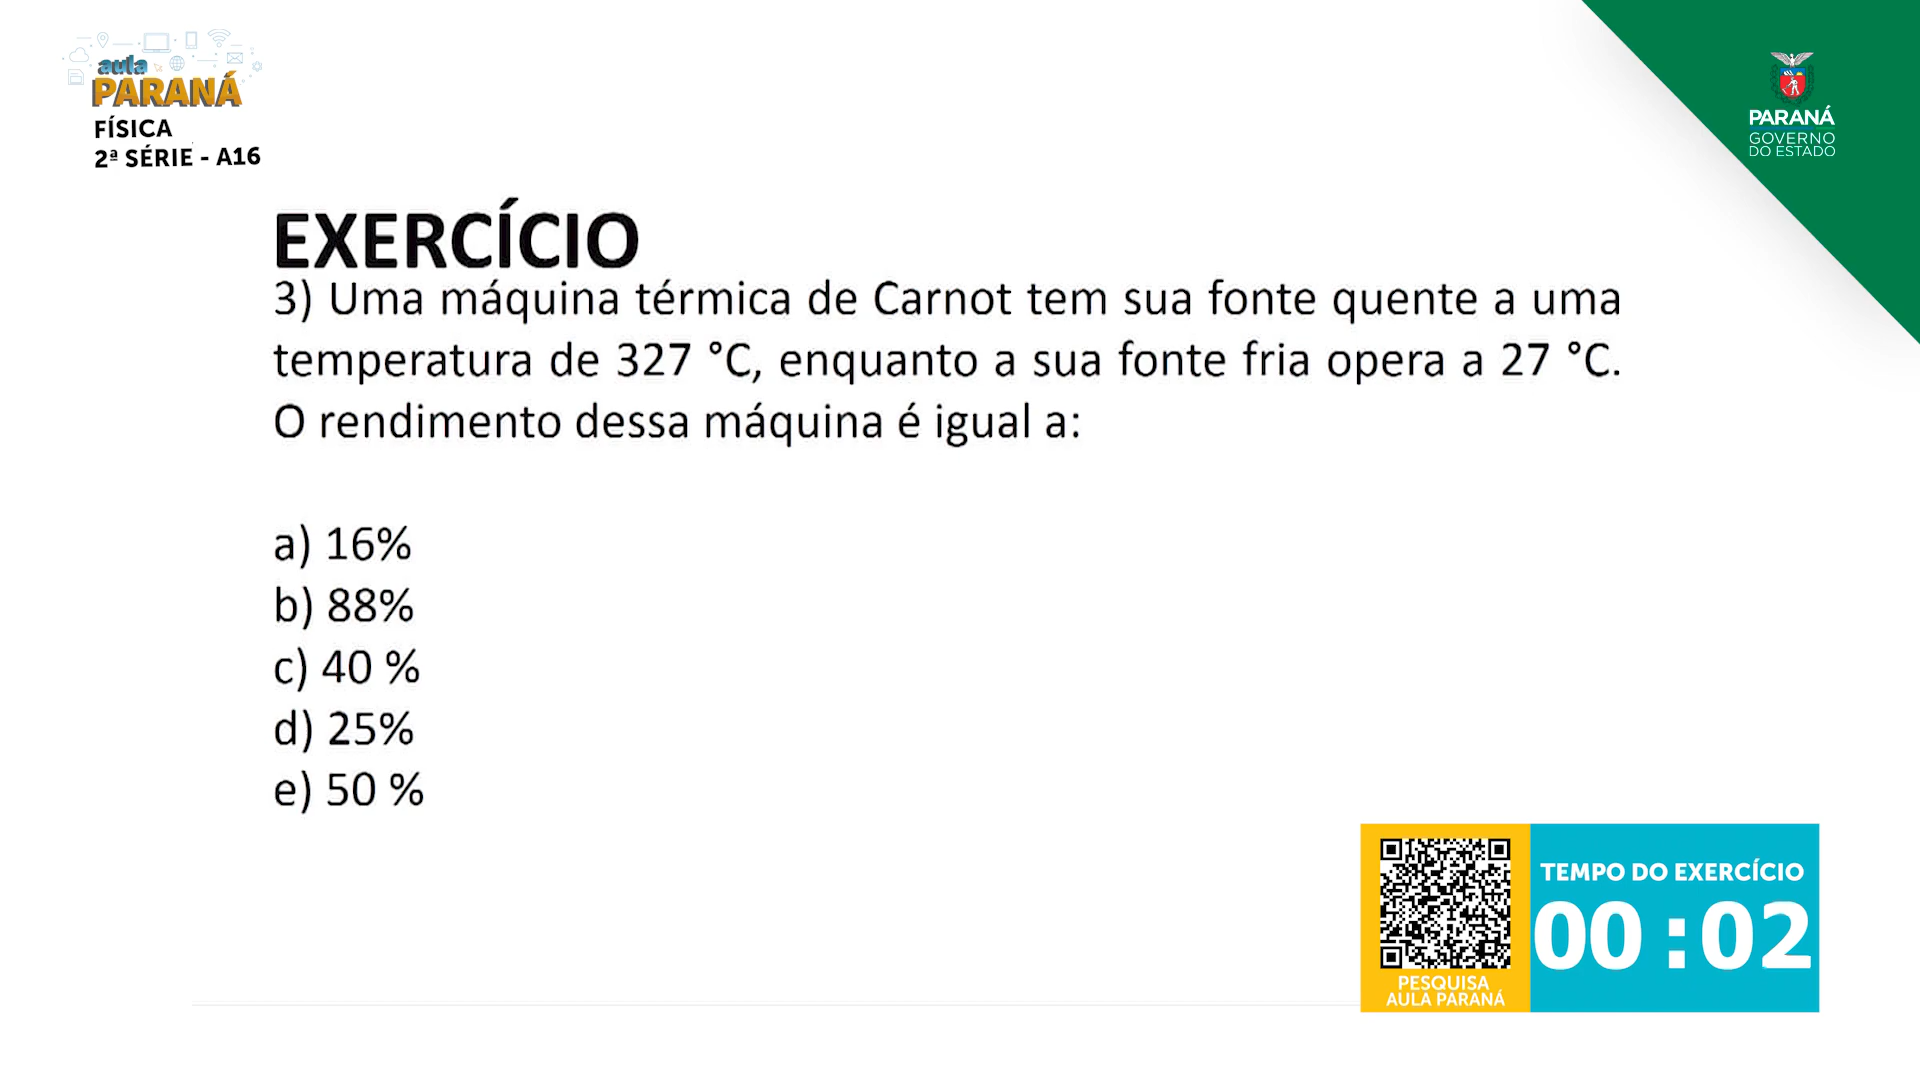 aula
PARANÁ
FÍSICA
2ª SÉRIE - A16
PARANÁ
GOVERNO
DO ESTADO
EXERCÍCIO
3) Uma máquina térmica de Carnot tem sua fonte quente a uma
temperatura de 327 °C, enquanto a sua fonte fria opera a 27 °C.
O rendimento dessa máquina é igual a:
a) 16%
b) 88%
c) 40 %
d) 25%
e) 50 %
PESQUISA
AULA PARANÁ
TEMPO DO EXERCÍCIO
00 : 02